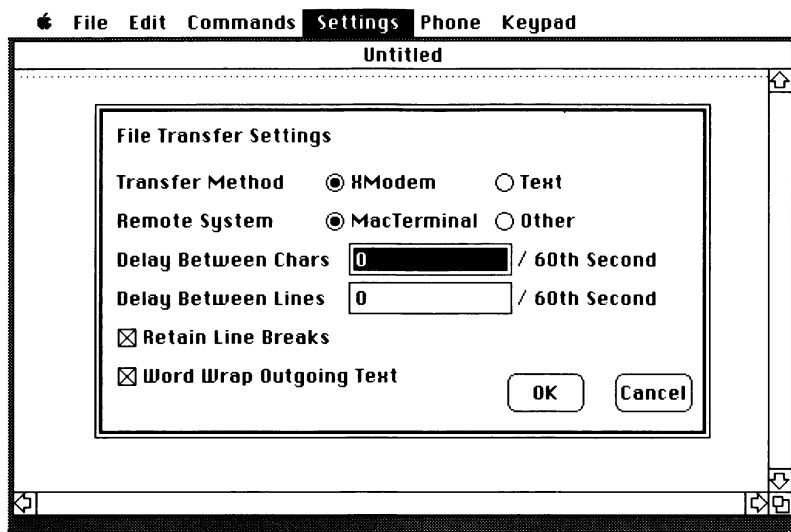 File Edit Commands Settings Phone Keypad
Untitled
File Transfer Settings
Transfer Method XModem Text
Remote System MacTerminal Other
Delay Between Chars 0 / 60th Second
Delay Between Lines 0 / 60th Second
Retain Line Breaks
Word Wrap Outgoing Text
OK Cancel